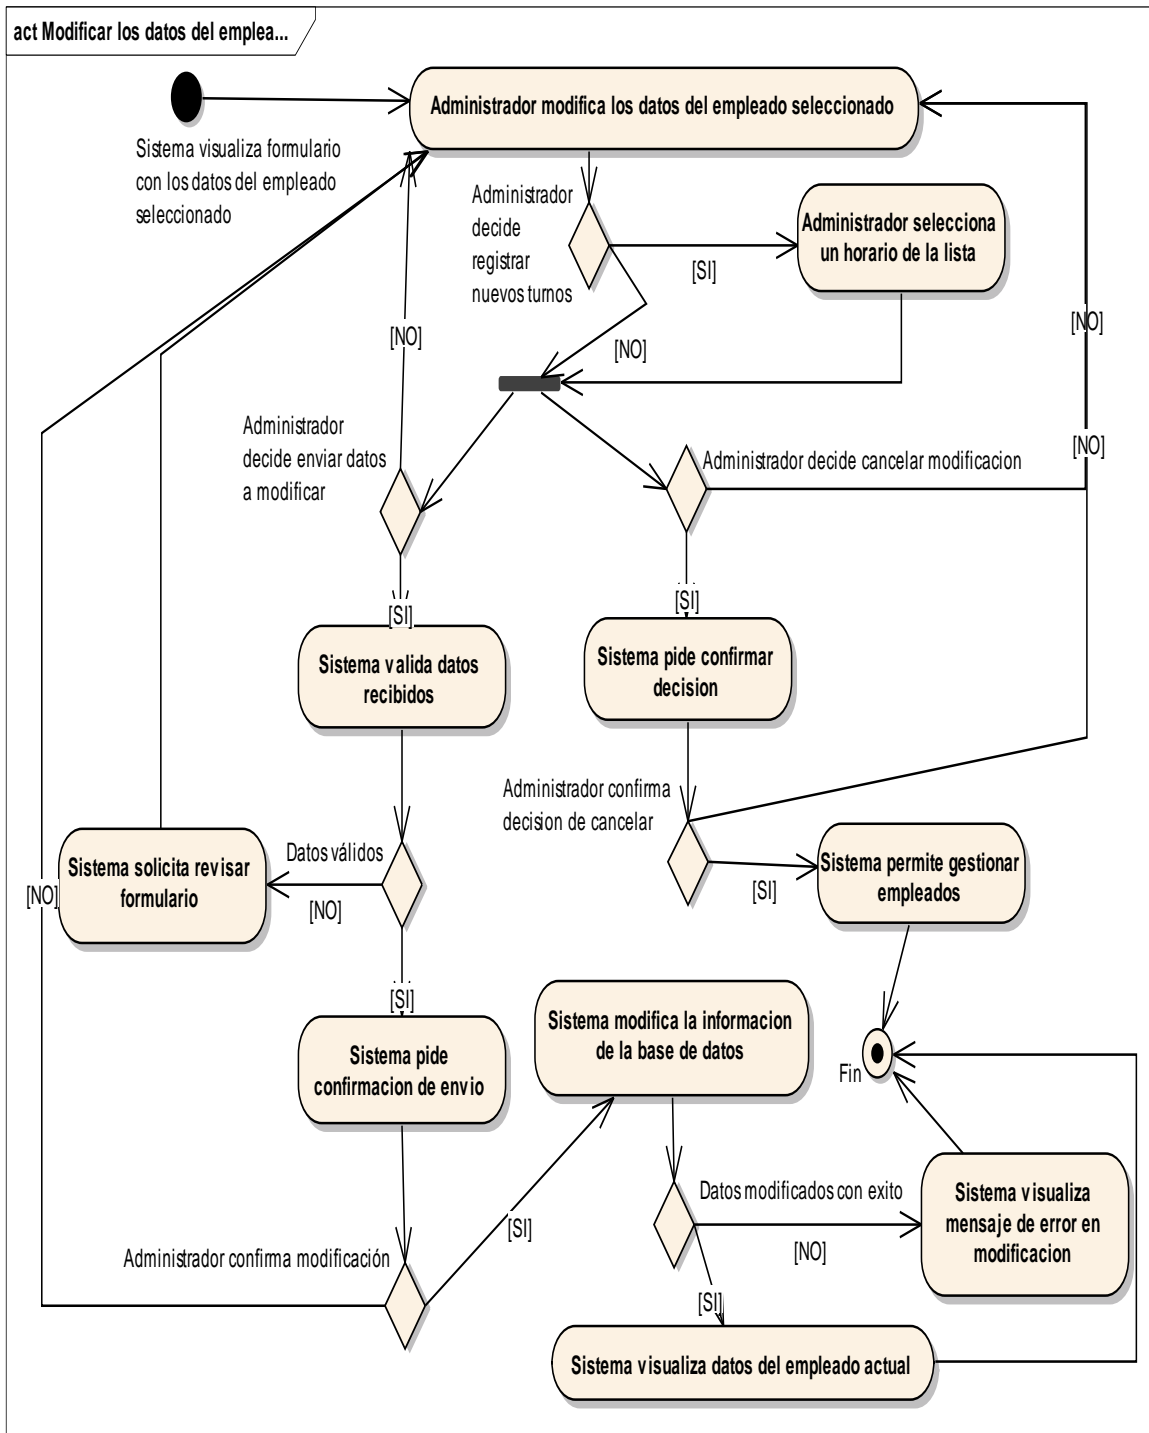 act Modificar los datos del emplea...
Administrador modifica los datos del empleado seleccionado
Sistema visualiza formulario
con los datos del empleado
seleccionado
Administrador
decide
registrar
nuevos turnos
Administrador selecciona
un horario de la lista
[SI]
[NO]
[NO]
[NO]
Administrador
decide enviar datos
a modificar
Administrador decide cancelar modificacion
[NO]
[SI]
[SI]
Sistema valida datos
recibidos
Sistema pide confirmar
decision
Administrador confirma
decision de cancelar
Datos válidos
Sistema solicita revisar
formulario
[NO]
[NO]
Sistema permite gestionar
empleados
[SI]
[SI]
Sistema pide
confirmacion de envio
Sistema modifica la informacion
de la base de datos
Fin
Datos modificados con exito
[NO]
Sistema visualiza
mensaje de error en
modificacion
[SI]
Administrador confirma modificación
[SI]
Sistema visualiza datos del empleado actual